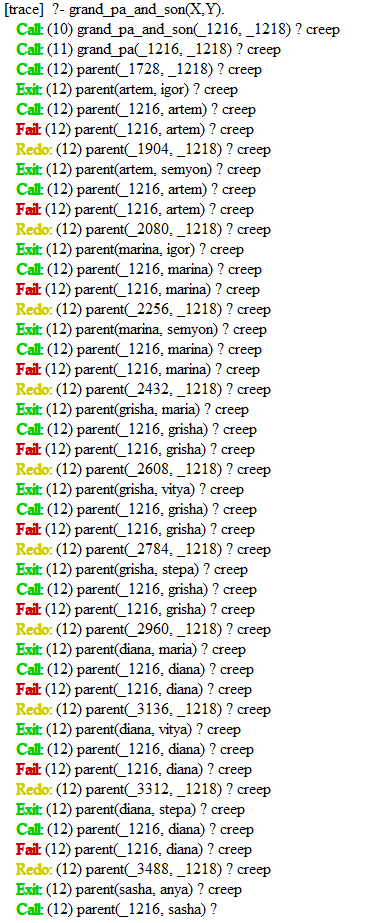 [trace]  ?- grand_pa_and_son(X,Y).
Call: (10) grand_pa_and_son(_1216, _1218) ? creep
Call: (11) grand_pa(_1216, _1218) ? creep
Call: (12) parent(_1728, _1218) ? creep
Exit: (12) parent(artem, igor) ? creep
Call: (12) parent(_1216, artem) ? creep
Fail: (12) parent(_1216, artem) ? creep
Redo: (12) parent(_1904, _1218) ? creep
Exit: (12) parent(artem, semyon) ? creep
Call: (12) parent(_1216, artem) ? creep
Fail: (12) parent(_1216, artem) ? creep
Redo: (12) parent(_2080, _1218) ? creep
Exit: (12) parent(marina, igor) ? creep
Call: (12) parent(_1216, marina) ? creep
Fail: (12) parent(_1216, marina) ? creep
Redo: (12) parent(_2256, _1218) ? creep
Exit: (12) parent(marina, semyon) ? creep
Call: (12) parent(_1216, marina) ? creep
Fail: (12) parent(_1216, marina) ? creep
Redo: (12) parent(_2432, _1218) ? creep
Exit: (12) parent(grisha, maria) ? creep
Call: (12) parent(_1216, grisha) ? creep
Fail: (12) parent(_1216, grisha) ? creep
Redo: (12) parent(_2608, _1218) ? creep
Exit: (12) parent(grisha, vitya) ? creep
Call: (12) parent(_1216, grisha) ? creep
Fail: (12) parent(_1216, grisha) ? creep
Redo: (12) parent(_2784, _1218) ? creep
Exit: (12) parent(grisha, stepa) ? creep
Call: (12) parent(_1216, grisha) ? creep
Fail: (12) parent(_1216, grisha) ? creep
Redo: (12) parent(_2960, _1218) ? creep
Exit: (12) parent(diana, maria) ? creep
Call: (12) parent(_1216, diana) ? creep
Fail: (12) parent(_1216, diana) ? creep
Redo: (12) parent(_3136, _1218) ? creep
Exit: (12) parent(diana, vitya) ? creep
Call: (12) parent(_1216, diana) ? creep
Fail: (12) parent(_1216, diana) ? creep
Redo: (12) parent(_3312, _1218) ? creep
Exit: (12) parent(diana, stepa) ? creep
Call: (12) parent(_1216, diana) ? creep
Fail: (12) parent(_1216, diana) ? creep
Redo: (12) parent(_3488, _1218) ? creep
Exit: (12) parent(sasha, anya) ? creep
Call: (12) parent(_1216, sasha) ?